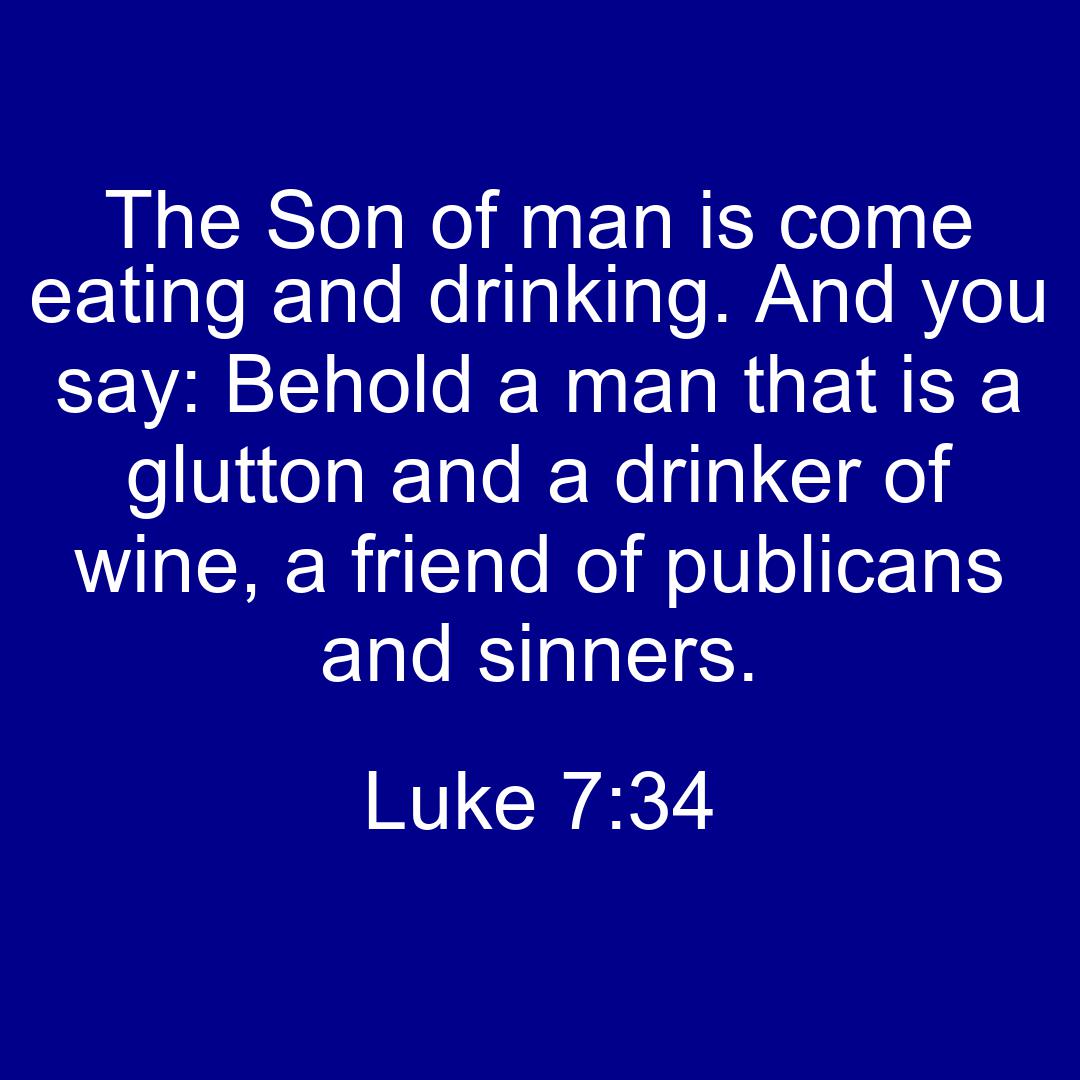 The Son of man is come
eating and drinking. And you
say: Behold a man that is a
glutton and a drinker of
wine, a friend of publicans
and sinners.
Luke 7:34